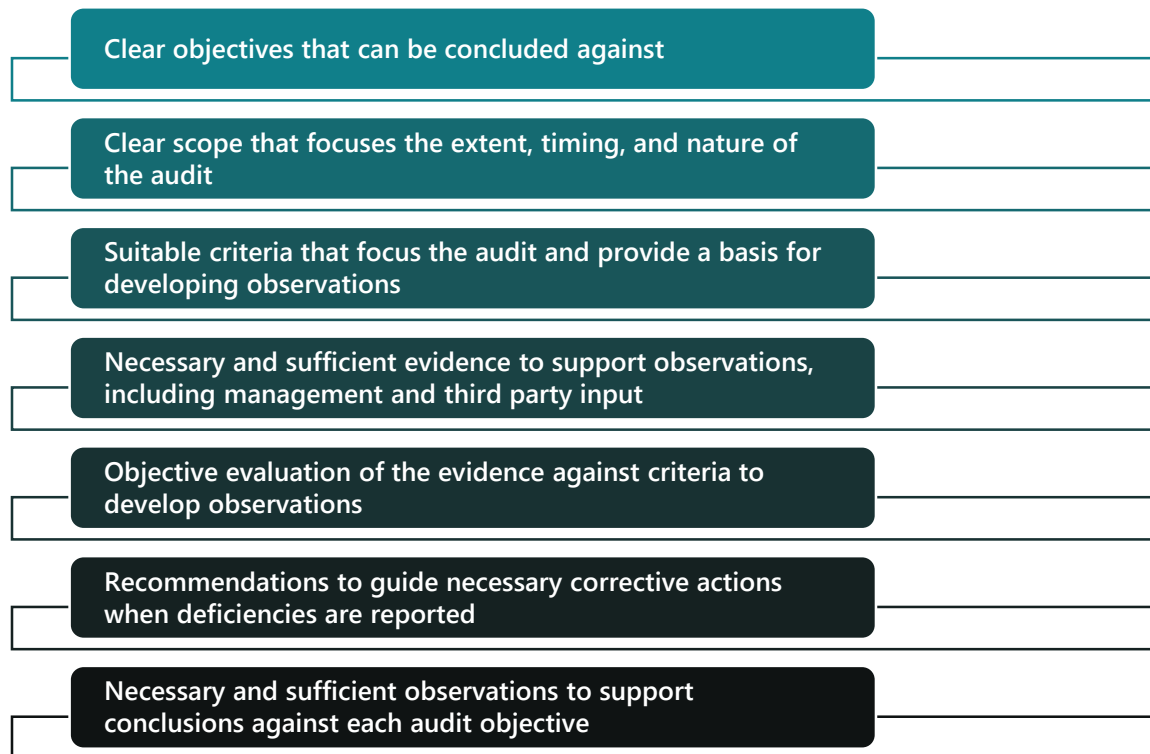 Clear objectives that can be concluded against
Clear scope that focuses the extent, timing, and nature of
the audit
Suitable criteria that focus the audit and provide a basis for
developing observations
Necessary and sufficient evidence to support observations,
including management and third party input
Objective evaluation of the evidence against criteria to
develop observations
Recommendations to guide necessary corrective actions
when deficiencies are reported
Necessary and sufficient observations to support
conclusions against each audit objective